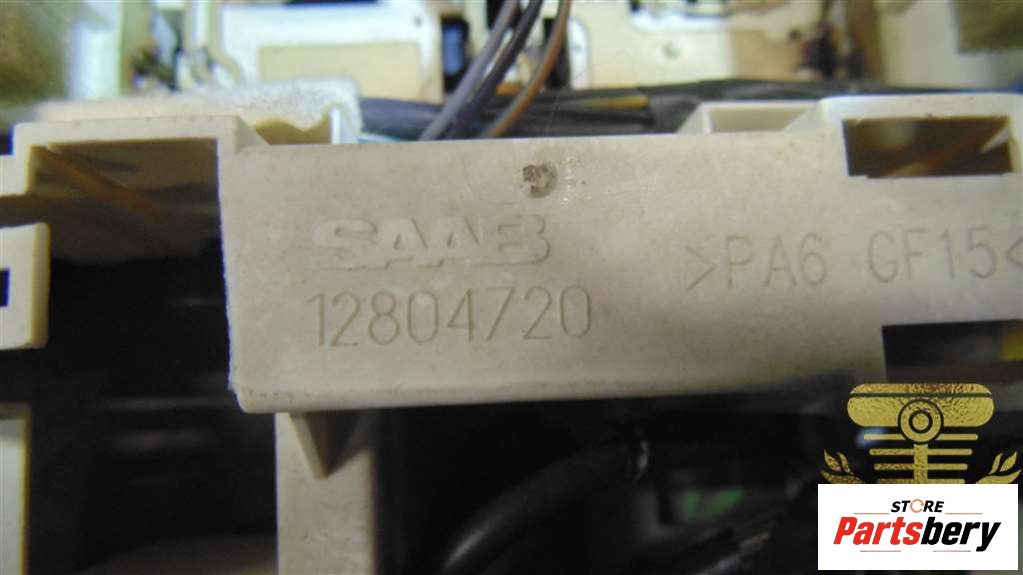 SAAB
12804720
>PA6 GF15<
STORE
Partsbery